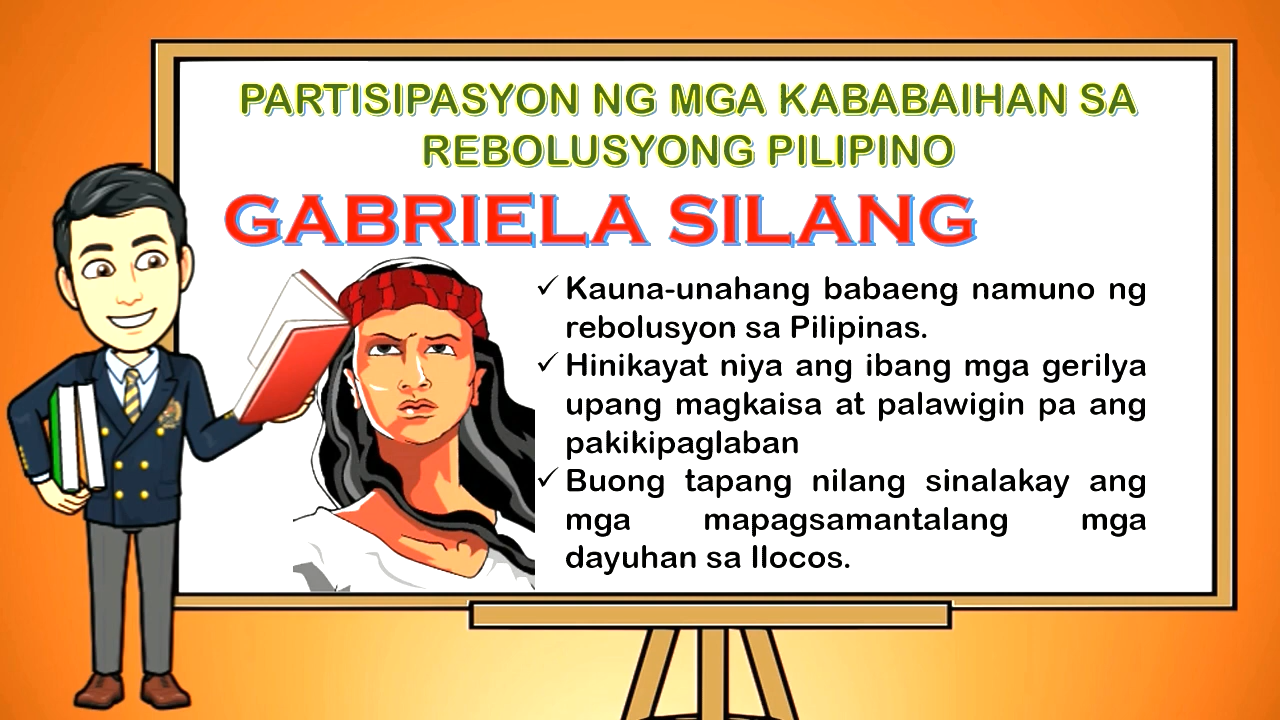 PARTISIPASYON NG MGA KABABAIHAN SA
REBOLUSYONG PILIPINO
GABRIELA SILANG
✓ Kauna-unahang babaeng namuno ng
rebolusyon sa Pilipinas.
✓ Hinikayat niya ang ibang mga gerilya
upang magkaisa at palawigin pa ang
pakikipaglaban
✓ Buong tapang nilang sinalakay ang
mga mapagsamantalang mga
dayuhan sa Ilocos.